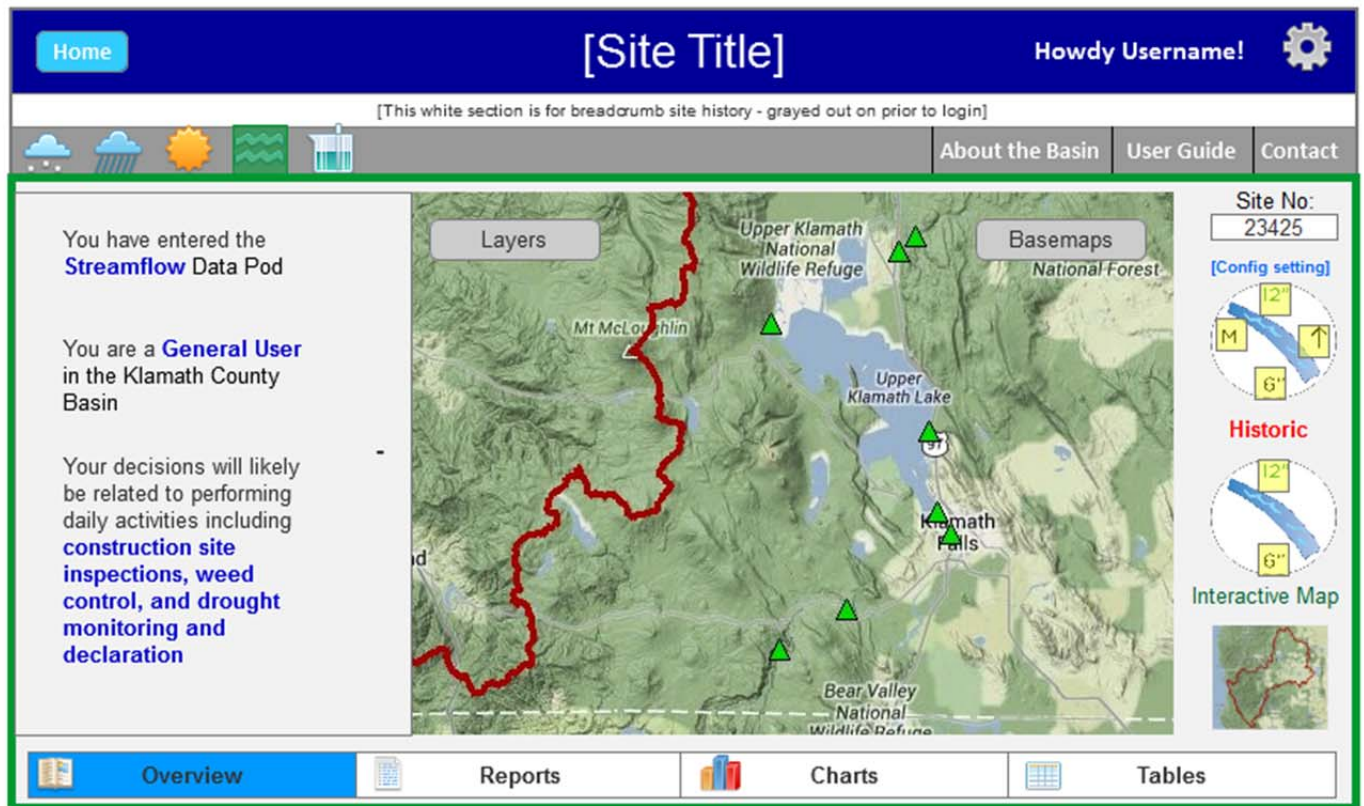 Home
[Site Title]
Howdy Username!
[This white section is for breadcrumb site history - grayed out on prior to login]
About the Basin
User Guide
Contact
You have entered the
Streamflow Data Pod
You are a General User
in the Klamath County
Basin
Your decisions will likely
be related to performing
daily activities including
construction site
inspections, weed
control, and drought
monitoring and
declaration
-
Layers
Basemaps
Upper Klamath
National
Wildlife Refuge
National Forest
Mt McLoughlin
Upper
Klamath Lake
97
Klamath
Falls
nd
Bear Valley
National
Wildlife Refuge
Site No:
23425
[Config setting]
12"
M
↑
6"
Historic
12"
6"
Interactive Map
Overview
Reports
Charts
Tables